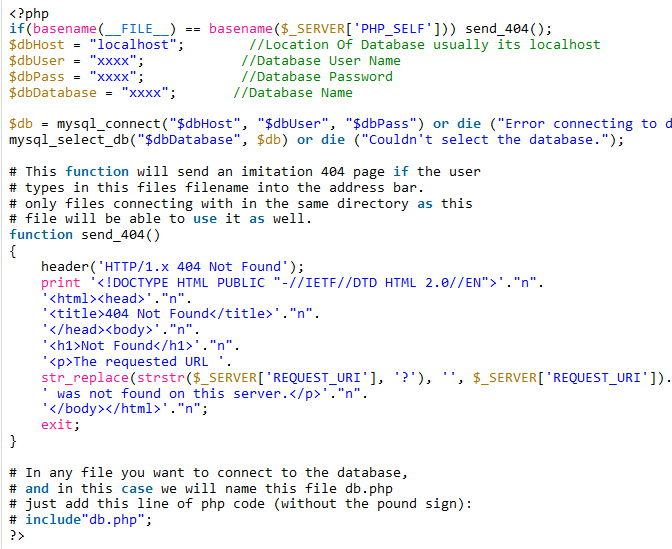 <?php
if(basename(__FILE__) == basename($_SERVER['PHP_SELF'])) send_404();
$dbHost = "localhost";        //Location Of Database usually its localhost
$dbUser = "xxxx";            //Database User Name
$dbPass = "xxxx";            //Database Password
$dbDatabase = "xxxx";       //Database Name

$db = mysql_connect("$dbHost", "$dbUser", "$dbPass") or die ("Error connecting to d
mysql_select_db("$dbDatabase", $db) or die ("Couldn't select the database.");

# This function will send an imitation 404 page if the user
# types in this files filename into the address bar.
# only files connecting with in the same directory as this
# file will be able to use it as well.
function send_404()
{
    header('HTTP/1.x 404 Not Found');
    print '<!DOCTYPE HTML PUBLIC "-//IETF//DTD HTML 2.0//EN">'."n".
    '<html><head>'."n".
    '<title>404 Not Found</title>'."n".
    '</head><body>'."n".
    '<h1>Not Found</h1>'."n".
    '<p>The requested URL '.
    str_replace(strstr($_SERVER['REQUEST_URI'], '?'), '', $_SERVER['REQUEST_URI']).
    ' was not found on this server.</p>'."n".
    '</body></html>'."n";
    exit;
}

# In any file you want to connect to the database,
# and in this case we will name this file db.php
# just add this line of php code (without the pound sign):
# include"db.php";
?>